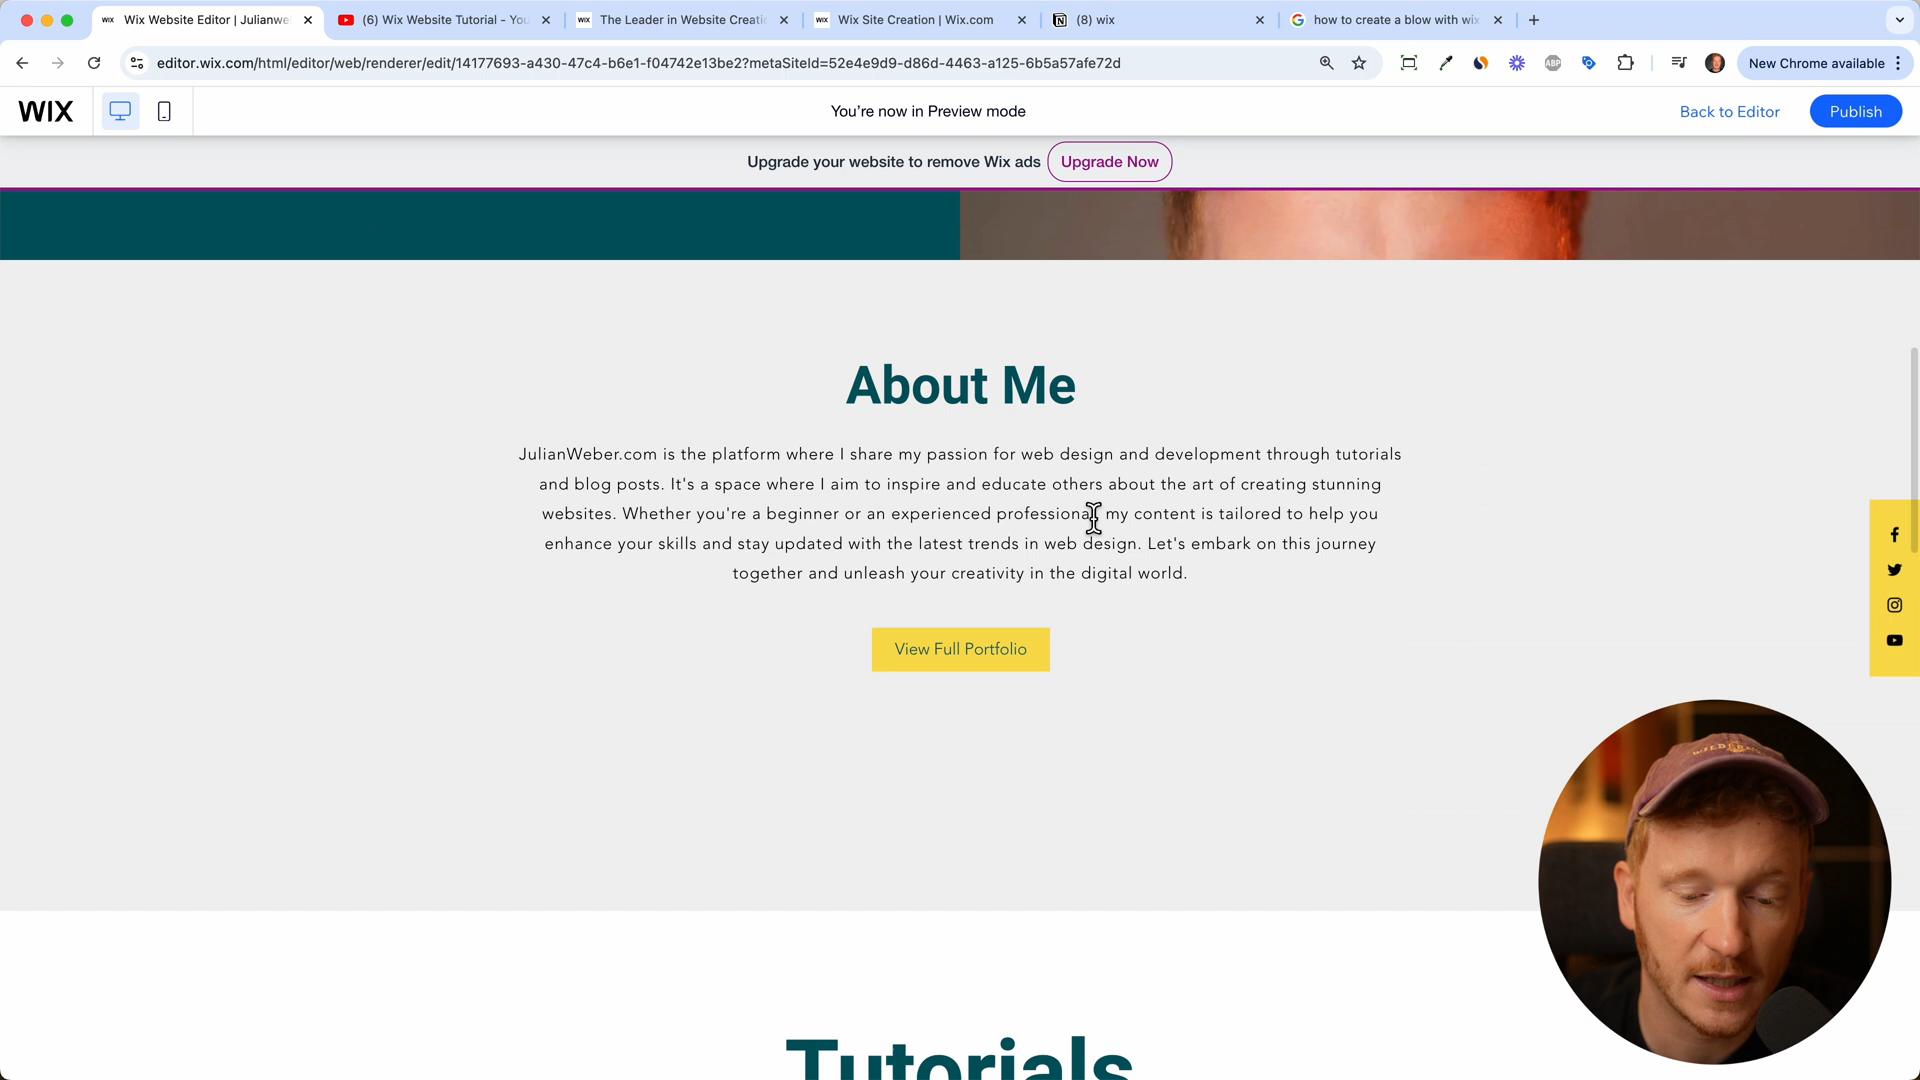 WIX Wix Website Editor | Julianwe
(6) Wix Website Tutorial - You
WIX The Leader in Website Creatic
WIX Wix Site Creation | Wix.com
(8) wix
how to create a blow with wix
editor.wix.com/html/editor/web/renderer/edit/14177693-a430-47c4-b6e1-f04742e13be2?metaSiteId=52e4e9d9-d86d-4463-a125-6b5a57afe72d
ABP
New Chrome available
WIX
You're now in Preview mode
Back to Editor
Publish
Upgrade your website to remove Wix ads
Upgrade Now
About Me
JulianWeber.com is the platform where I share my passion for web design and development through tutorials
and blog posts. It's a space where I aim to inspire and educate others about the art of creating stunning
websites. Whether you're a beginner or an experienced professional, my content is tailored to help you
enhance your skills and stay updated with the latest trends in web design. Let's embark on this journey
together and unleash your creativity in the digital world.
View Full Portfolio
Tutorials